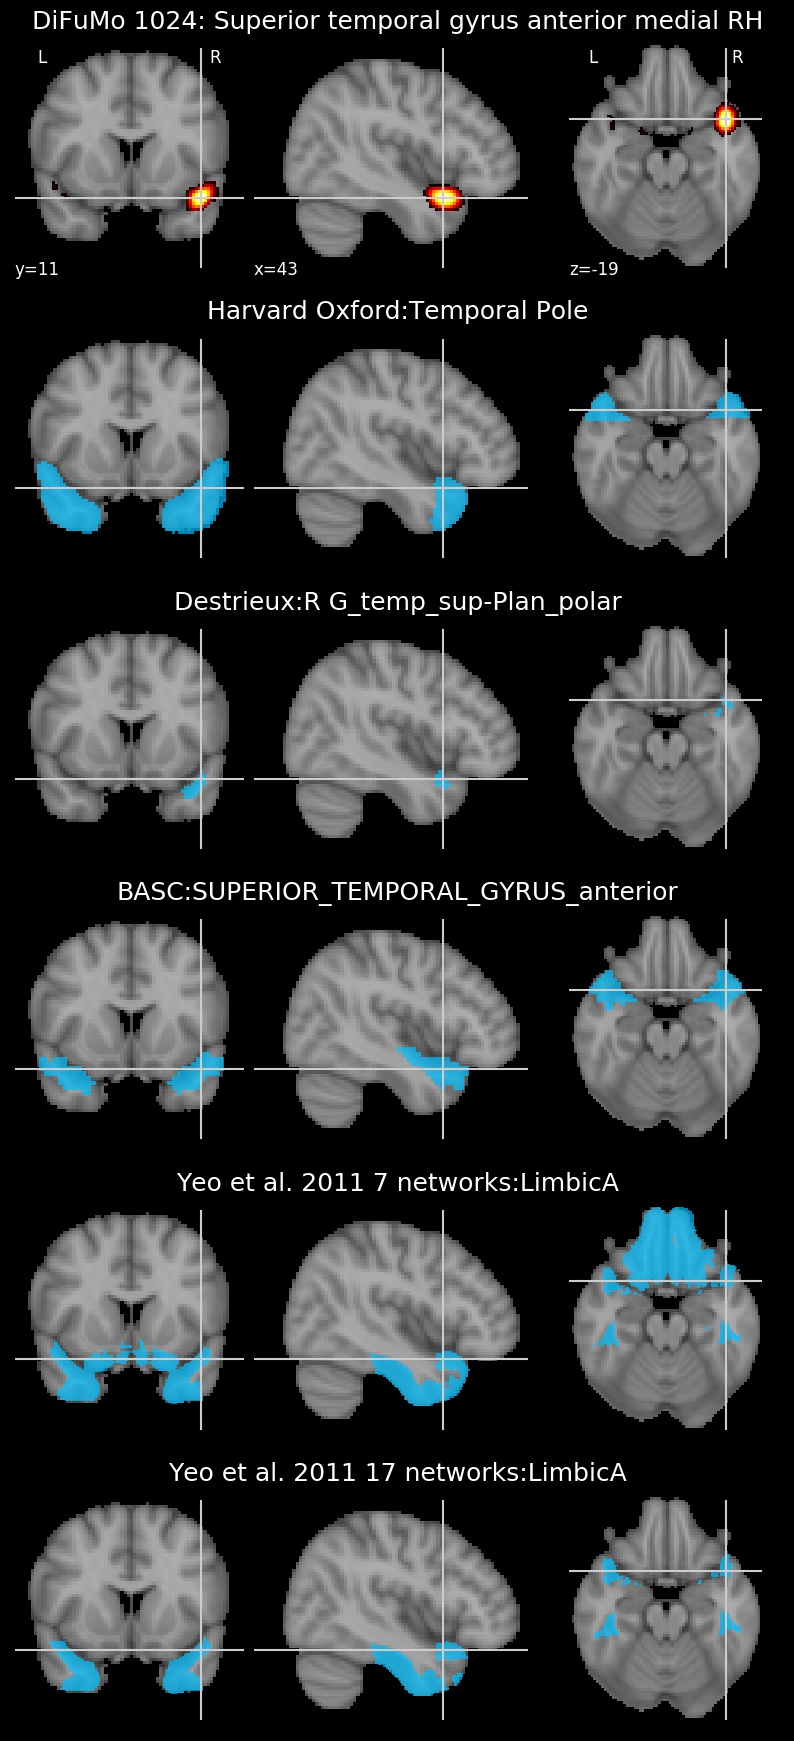 DiFuMo 1024: Superior temporal gyrus anterior medial RH
L R L R
y=11 x=43 z=-19
Harvard Oxford:Temporal Pole
Destrieux:R G_temp_sup-Plan_polar
BASC:SUPERIOR_TEMPORAL_GYRUS_anterior
Yeo et al. 2011 7 networks:LimbicA
Yeo et al. 2011 17 networks:LimbicA